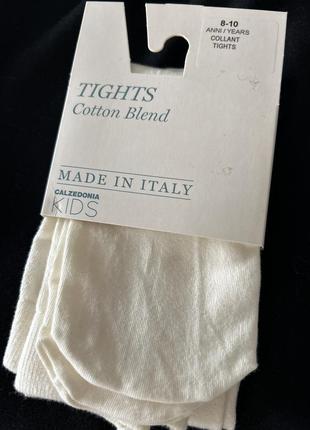 8-10
ANNI / YEARS
COLLANT
TIGHTS
TIGHTS
Cotton Blend
MADE IN ITALY
CALZEDONIA
KIDS